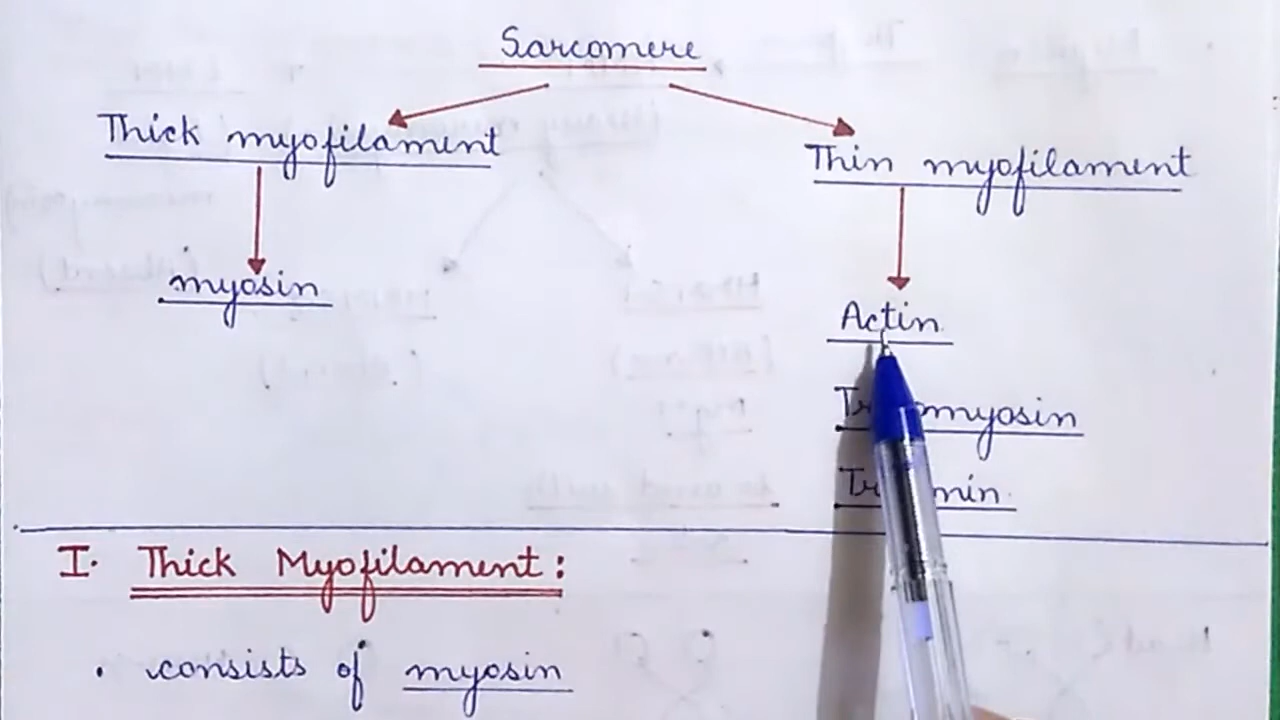 Sarcomere
Thick myofilament
Thin myofilament
myosin
Actin
I. Thick Myofilament:
• consists of myosin